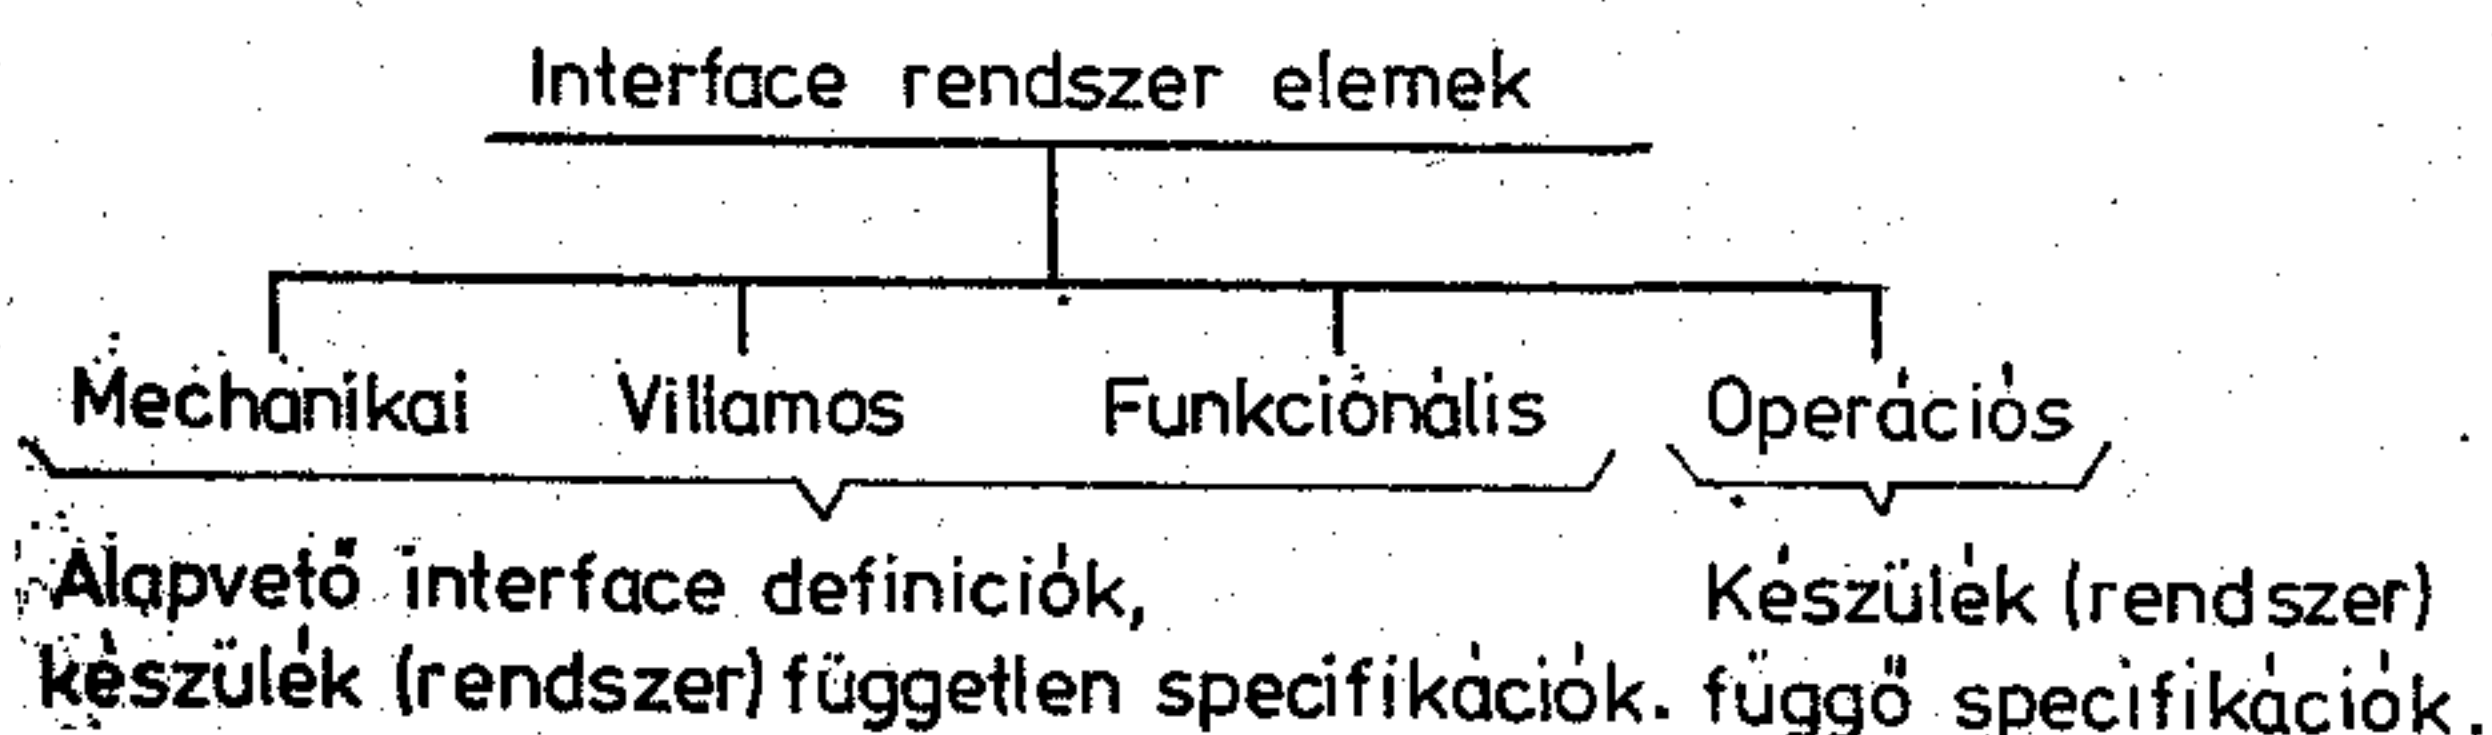 Interface rendszer elemek
Mechanikai Villamos Funkcionális Operációs
Alapvető interface definiciók,
készülék (rendszer) független specifikációk.
Készülék (rendszer)
függő specifikációk.